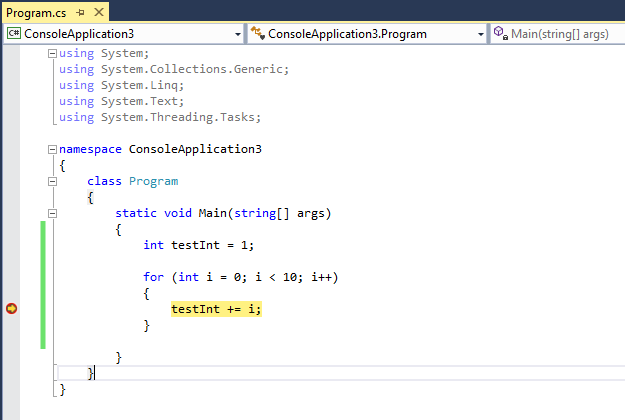 Program.cs
C# ConsoleApplication3 ConsoleApplication3.Program Main(string[] args)
using System;
using System.Collections.Generic;
using System.Linq;
using System.Text;
using System.Threading.Tasks;
namespace ConsoleApplication3
{
class Program
{
static void Main(string[] args)
{
int testInt = 1;
for (int i = 0; i < 10; i++)
{
testInt += i;
}
}
}
}